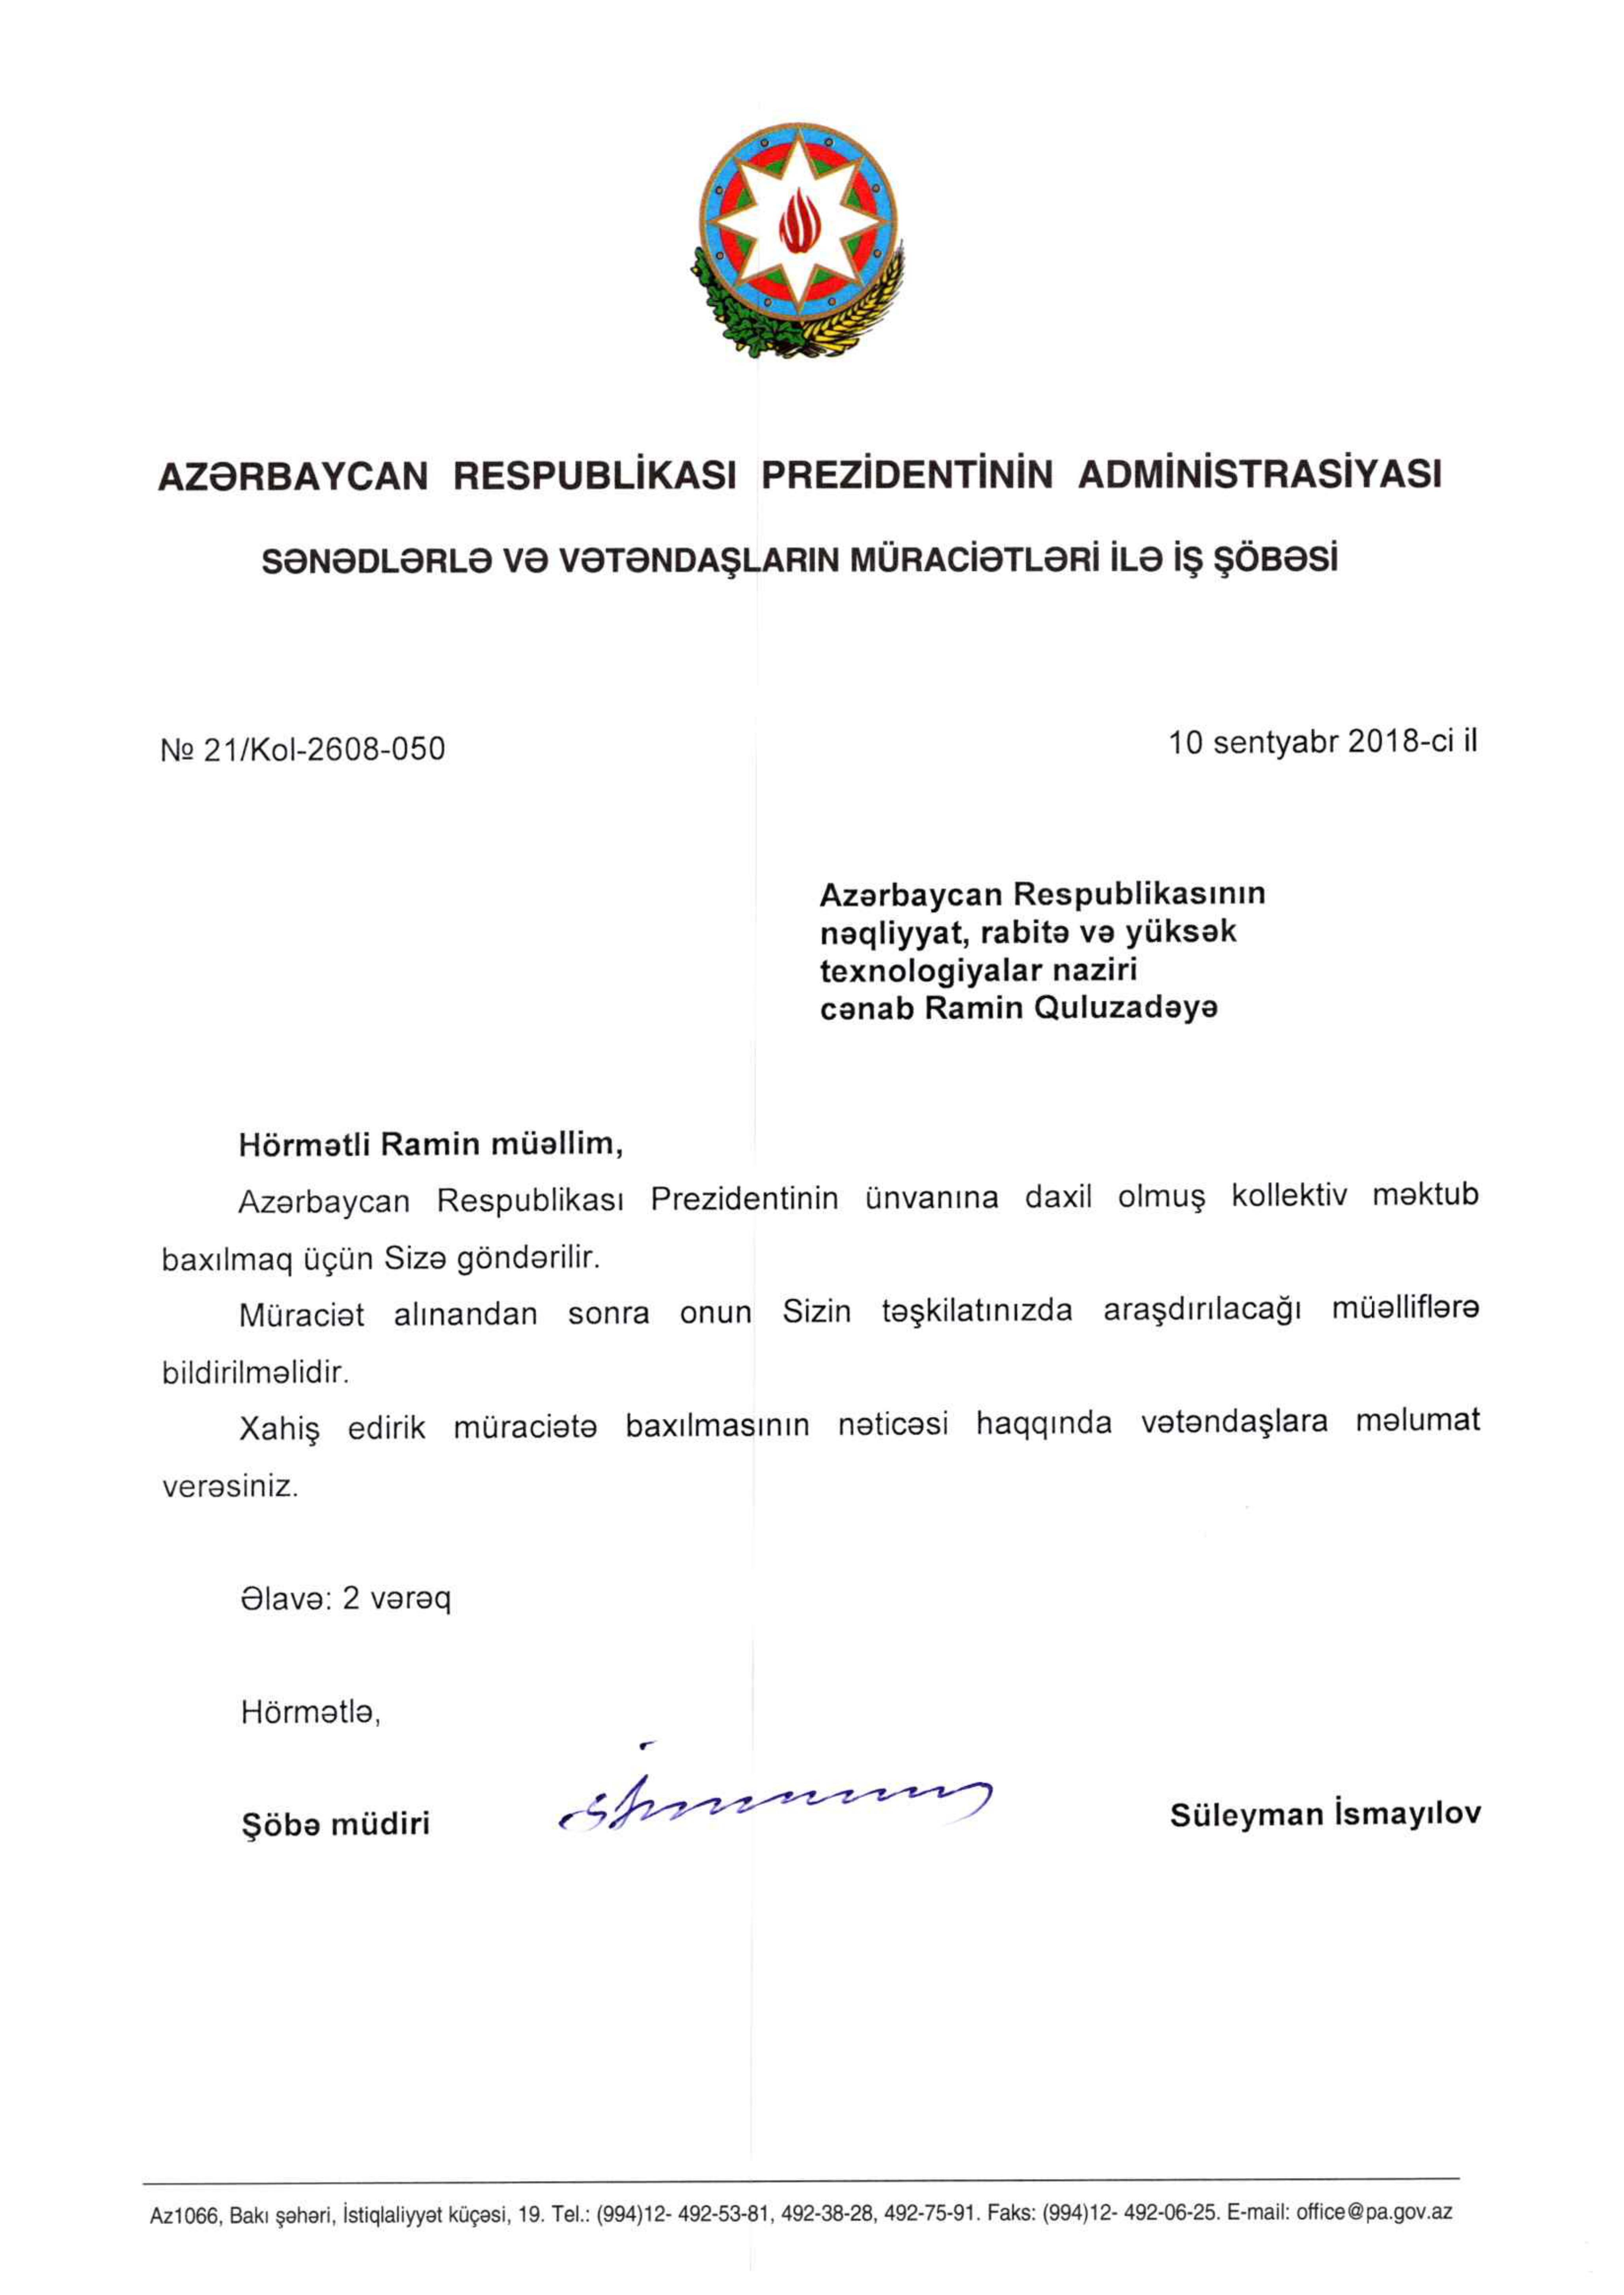 AZƏRBAYCAN RESPUBLİKASI PREZİDENTİNİN ADMİNİSTRASİYASI
SƏNƏDLƏRLƏ VƏ VƏTƏNDAŞLARIN MÜRACİƏTLƏRİ İLƏ İŞ ŞÖBƏSİ
№ 21/Kol-2608-050
10 sentyabr 2018-ci il
Azərbaycan Respublikasının
nəqliyyat, rabitə və yüksək
texnologiyalar naziri
cənab Ramin Quluzadəyə
Hörmətli Ramin müəllim,
Azərbaycan Respublikası Prezidentinin ünvanına daxil olmuş kollektiv məktub
baxılmaq üçün Sizə göndərilir.
Müraciət alınandan sonra onun Sizin təşkilatınızda araşdırılacağı müəlliflərə
bildirilməlidir.
Xahiş edirik müraciətə baxılmasının nəticəsi haqqında vətəndaşlara məlumat
verəsiniz.
Əlavə: 2 vərəq
Hörmətlə,
Şöbə müdiri
Süleyman İsmayılov
Az1066, Bakı şəhəri, İstiqlaliyyət küçəsi, 19. Tel.: (994)12- 492-53-81, 492-38-28, 492-75-91. Faks: (994)12- 492-06-25. E-mail: office@pa.gov.az